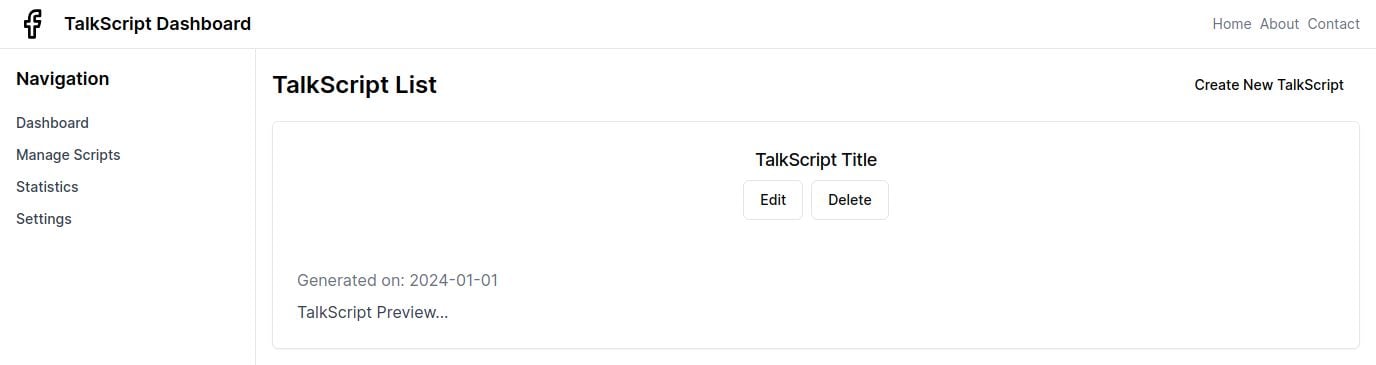 TalkScript Dashboard
Home About Contact
Navigation
Dashboard
Manage Scripts
Statistics
Settings
TalkScript List
Create New TalkScript
TalkScript Title
Edit Delete
Generated on: 2024-01-01
TalkScript Preview...